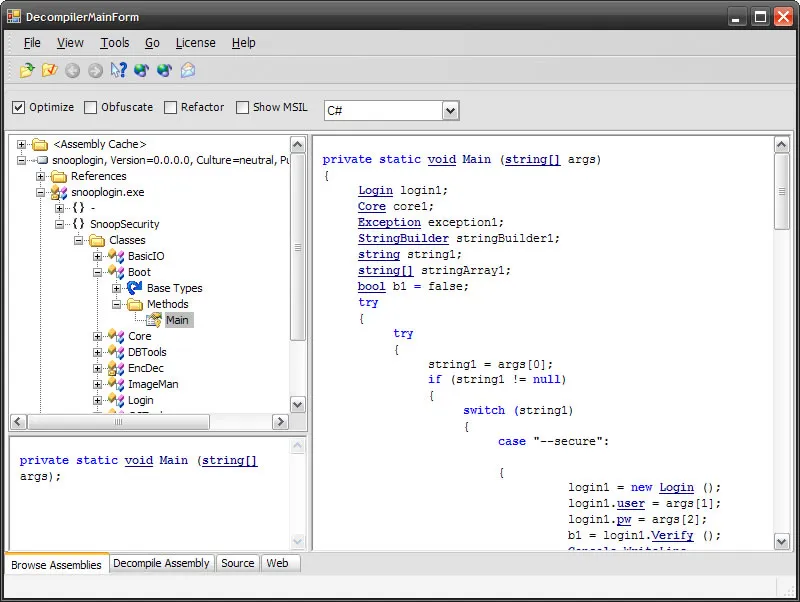 DecompilerMainForm
File View Tools Go License Help
Optimize Obfuscate Refactor Show MSIL C#
<Assembly Cache>
snooplogin, Version=0.0.0.0, Culture=neutral, Pu
References
snooplogin.exe
{} -
{} SnoopSecurity
Classes
BasicIO
Boot
Base Types
Methods
Main
Core
DBTools
EncDec
ImageMan
Login
private static void Main (string[]
args);
private static void Main (string[] args)
{
Login login1;
Core core1;
Exception exception1;
StringBuilder stringBuilder1;
string string1;
string[] stringArray1;
bool b1 = false;
try
{
try
{
string1 = args[0];
if (string1 != null)
{
switch (string1)
{
case "--secure":
{
login1 = new Login ();
login1.user = args[1];
login1.pw = args[2];
b1 = login1.Verify ();
Console.WriteLine
Browse Assemblies Decompile Assembly Source Web